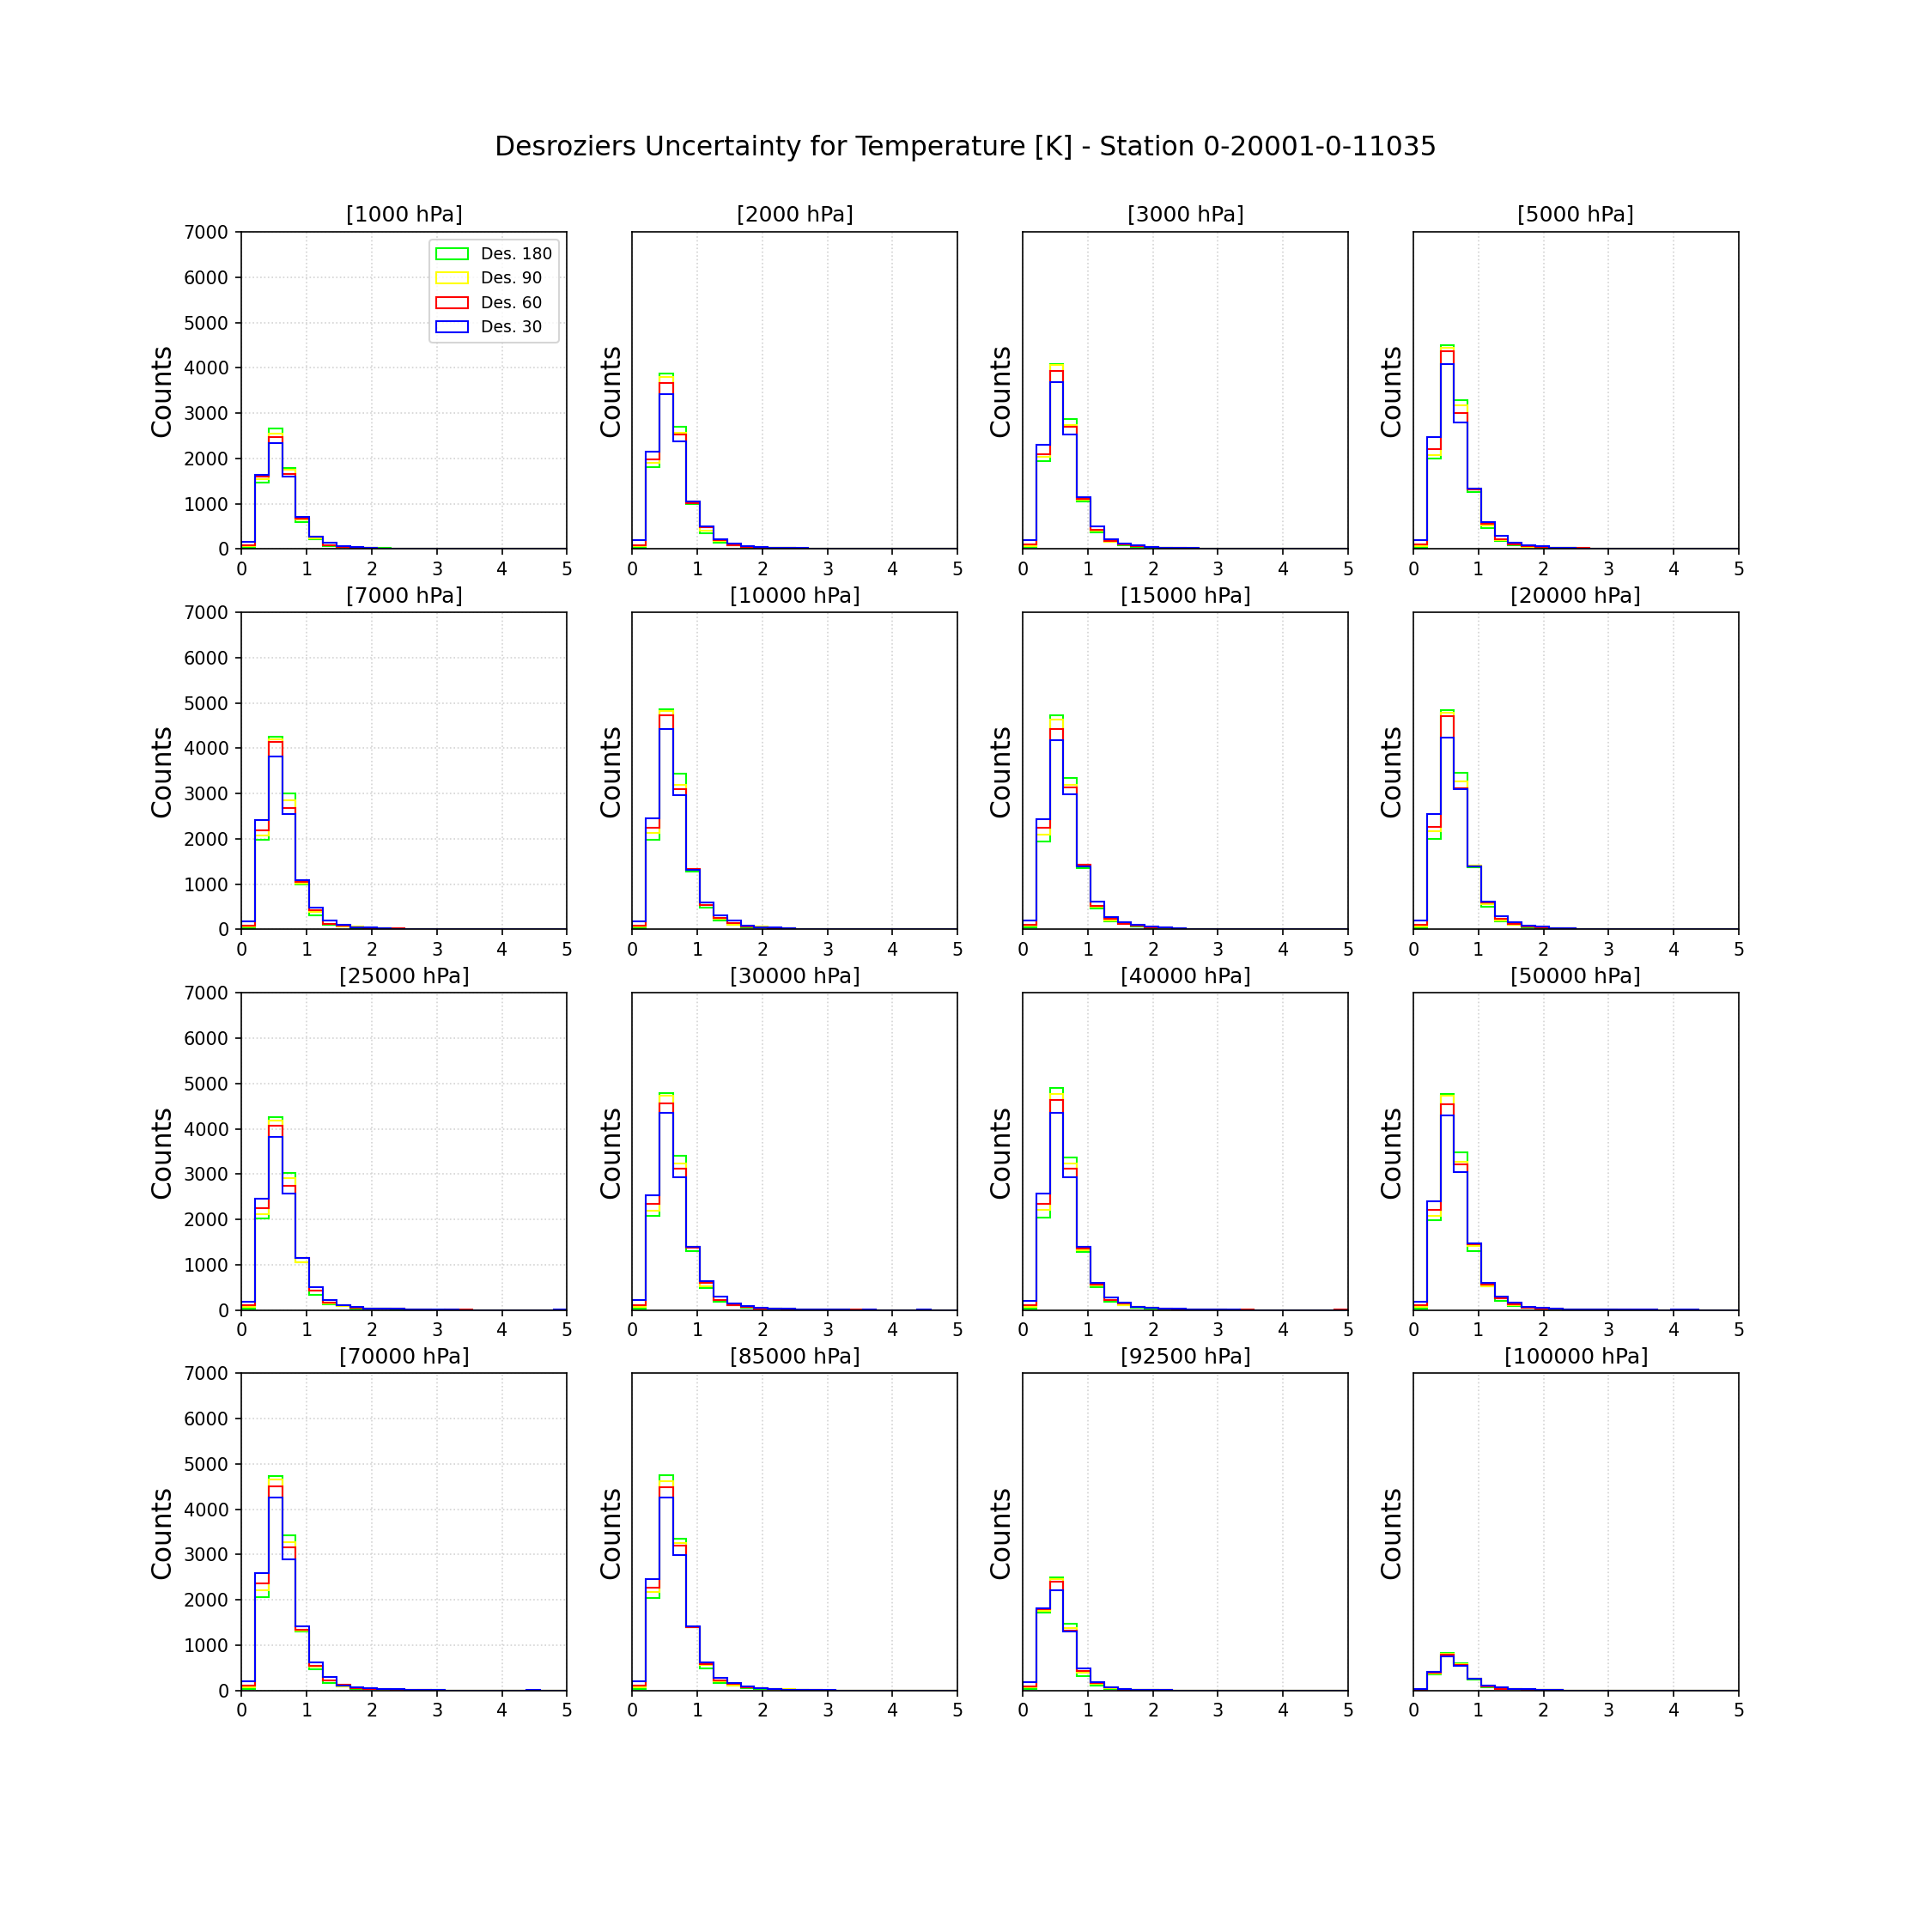 Desroziers Uncertainty for Temperature [K] - Station 0-20001-0-11035
[1000 hPa]
Counts
7000
6000
5000
4000
3000
2000
1000
0
0 1 2 3 4 5
Des. 180
Des. 90
Des. 60
Des. 30
[2000 hPa]
Counts
0 1 2 3 4 5
[3000 hPa]
0 1 2 3 4 5
[5000 hPa]
Counts
0 1 2 3 4 5
[7000 hPa]
Counts
7000
6000
5000
4000
3000
2000
1000
0
0 1 2 3 4 5
[10000 hPa]
Counts
0 1 2 3 4 5
[15000 hPa]
Counts
0 1 2 3 4 5
[20000 hPa]
Counts
0 1 2 3 4 5
[25000 hPa]
Counts
7000
6000
5000
4000
3000
2000
1000
0
0 1 2 3 4 5
[30000 hPa]
Counts
0 1 2 3 4 5
[40000 hPa]
Counts
0 1 2 3 4 5
[50000 hPa]
Counts
0 1 2 3 4 5
[70000 hPa]
Counts
7000
6000
5000
4000
3000
2000
1000
0
0 1 2 3 4 5
[85000 hPa]
Counts
0 1 2 3 4 5
[92500 hPa]
Counts
0 1 2 3 4 5
[100000 hPa]
Counts
0 1 2 3 4 5